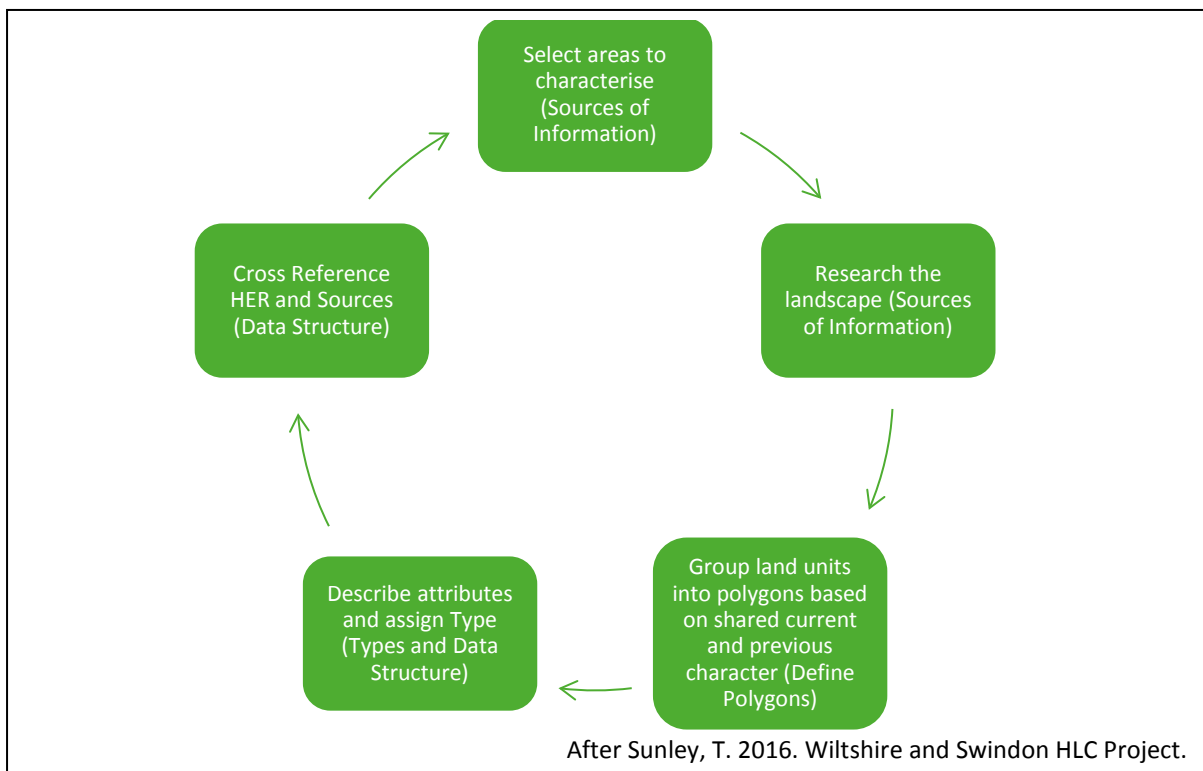 Select areas to
characterise
(Sources of
Information)
Research the
landscape (Sources
of Information)
Group land units
into polygons based
on shared current
and previous
character (Define
Polygons)
Describe attributes
and assign Type
(Types and Data
Structure)
Cross Reference
HER and Sources
(Data Structure)
After Sunley, T. 2016. Wiltshire and Swindon HLC Project.